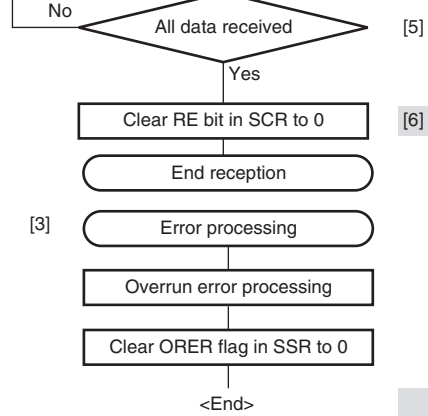 No
All data received
[5]
Yes
Clear RE bit in SCR to 0
[6]
End reception
[3]
Error processing
Overrun error processing
Clear ORER flag in SSR to 0
<End>